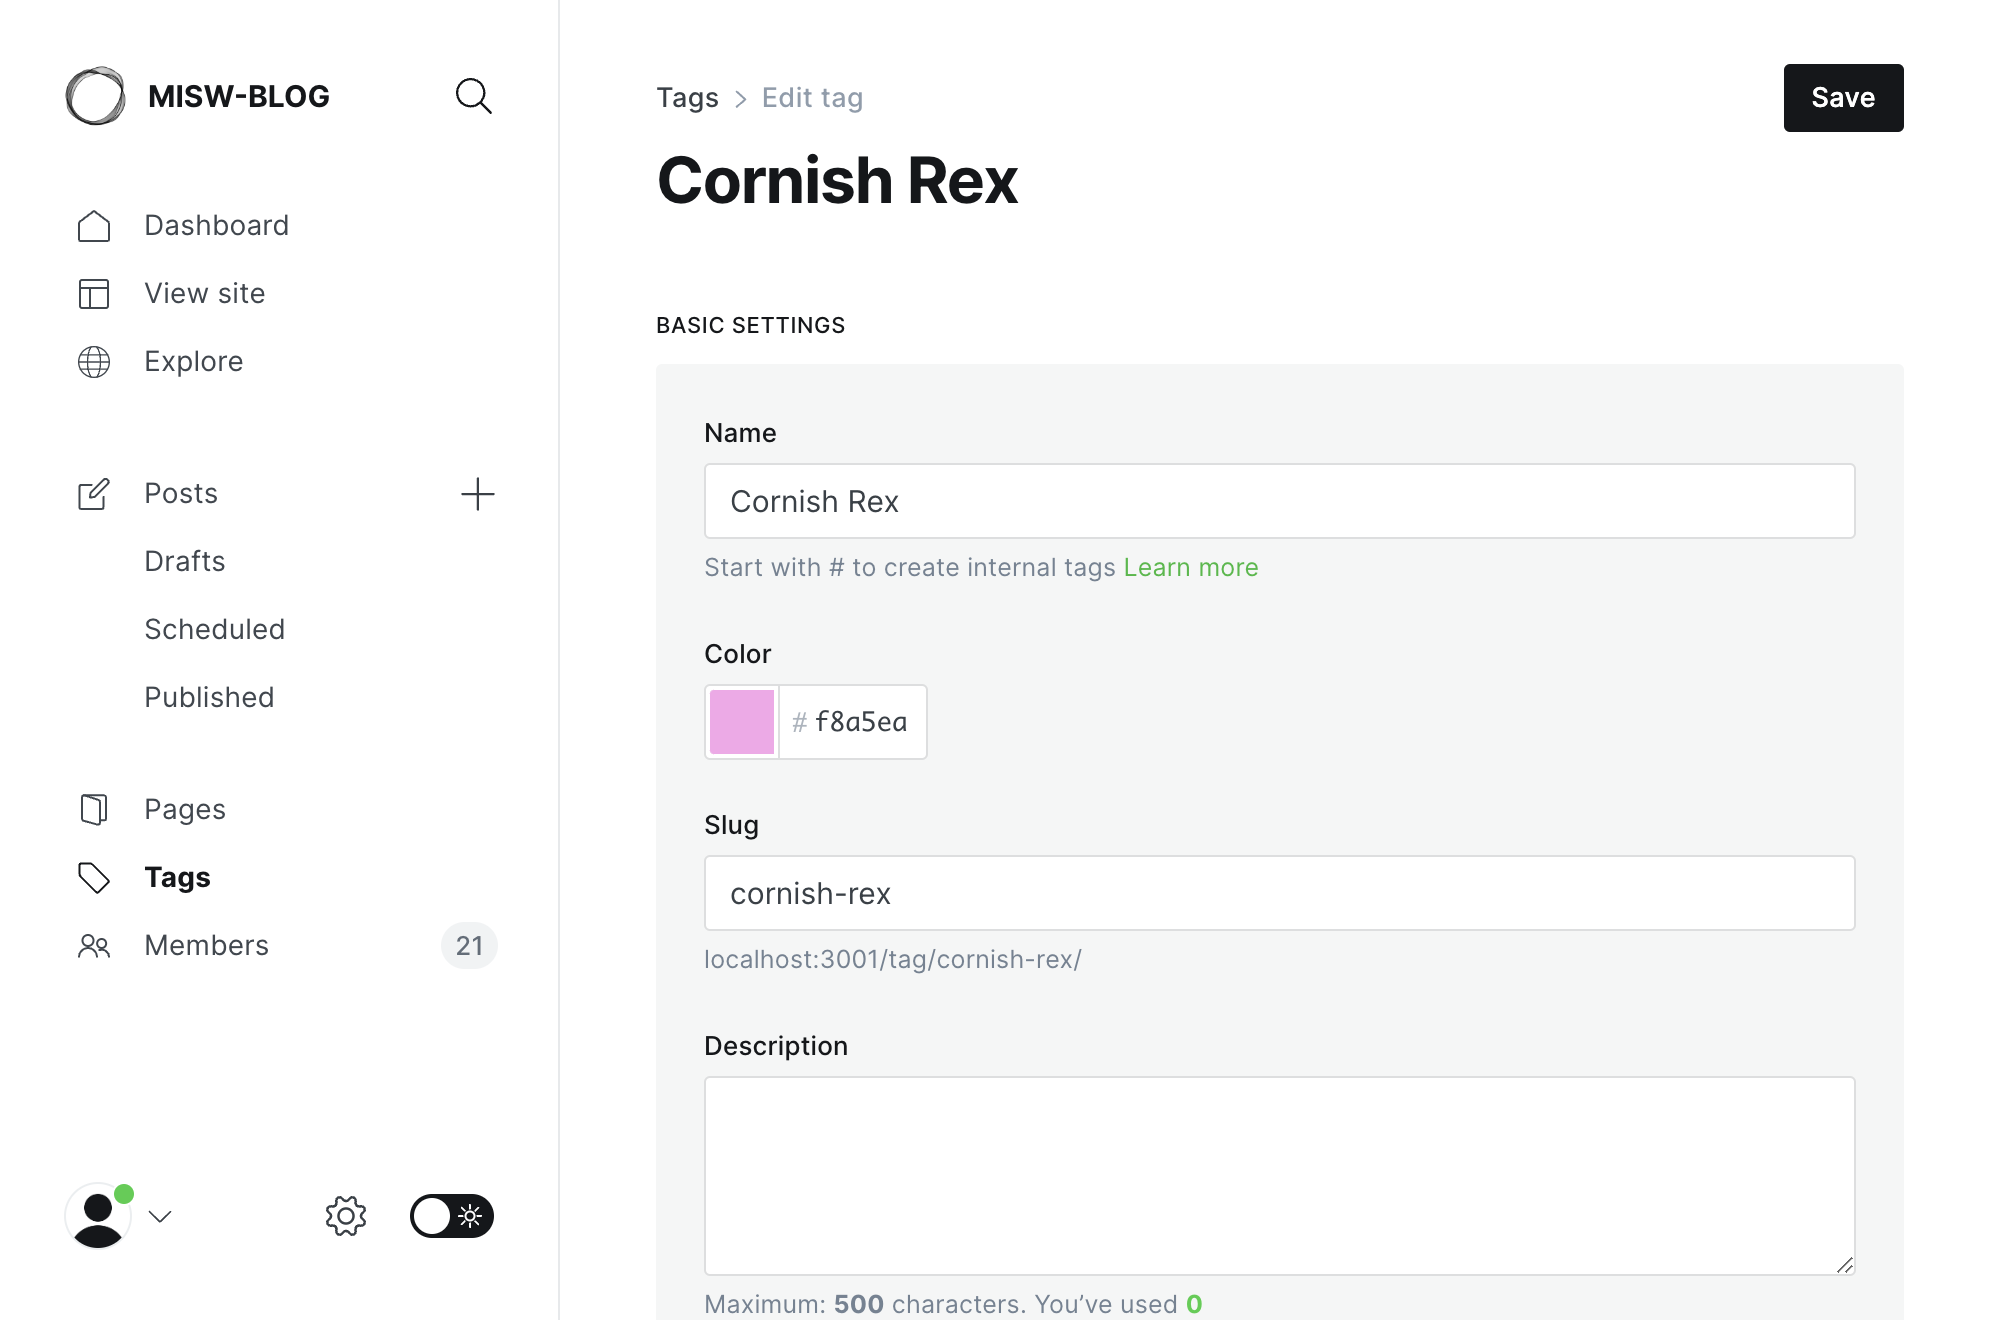 MISW-BLOG
Dashboard
View site
Explore
Posts
Drafts
Scheduled
Published
Pages
Tags
Members 21
Tags > Edit tag
Save
Cornish Rex
BASIC SETTINGS
Name
Cornish Rex
Start with # to create internal tags Learn more
Color
# f8a5ea
Slug
cornish-rex
localhost:3001/tag/cornish-rex/
Description
Maximum: 500 characters. You’ve used 0